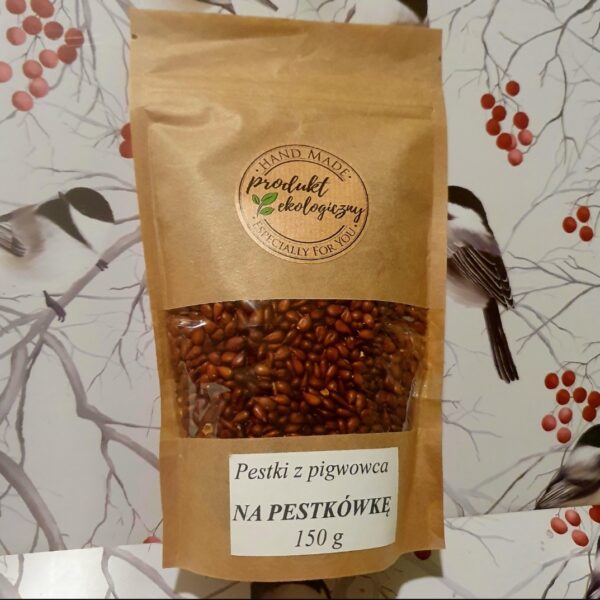 HAND MADE
produkt
ekologiczny
ESPECIALLY FOR YOU
Pestki z pigwowca
NA PESTKÓWKĘ
150 g